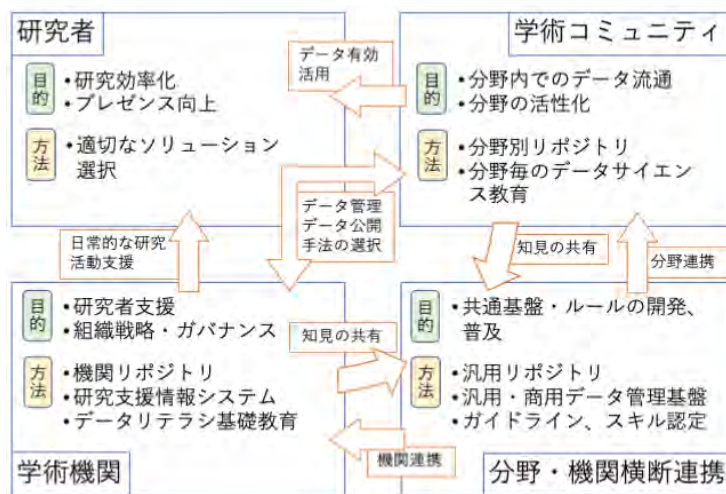 研究者
目的
・研究効率化
・プレゼンス向上
方法
・適切なソリューション
選択
データ有効
活用
学術コミュニティ
目的
・分野内でのデータ流通
・分野の活性化
方法
・分野別リポジトリ
・分野毎のデータサイエン
ス教育
データ管理
データ公開
手法の選択
日常的な研究
活動支援
知見の共有
分野連携
目的
・研究者支援
・組織戦略・ガバナンス
方法
・機関リポジトリ
・研究支援情報システム
・データリテラシ基礎教育
学術機関
知見の共有
機関連携
目的
・共通基盤・ルールの開発、
普及
方法
・汎用リポジトリ
・汎用・商用データ管理基盤
・ガイドライン、スキル認定
分野・機関横断連携